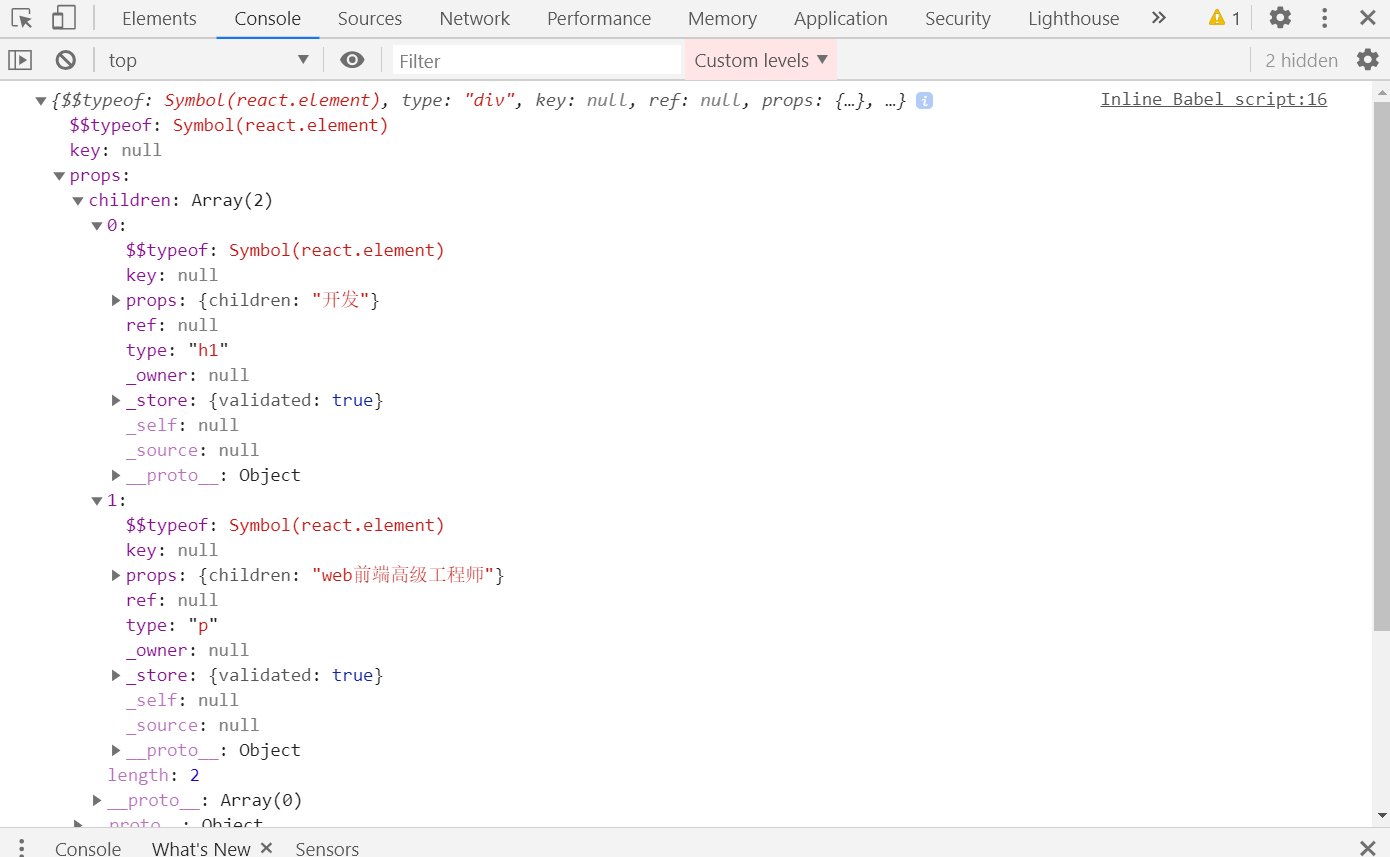 Elements Console Sources Network Performance Memory Application Security Lighthouse 1
top Filter Custom levels 2 hidden
{$$typeof: Symbol(react.element), type: "div", key: null, ref: null, props: {…}, …} i Inline Babel script:16
$$typeof: Symbol(react.element)
key: null
props:
children: Array(2)
0:
$$typeof: Symbol(react.element)
key: null
props: {children: "开发"}
ref: null
type: "h1"
_owner: null
_store: {validated: true}
_self: null
_source: null
__proto__: Object
1:
$$typeof: Symbol(react.element)
key: null
props: {children: "web前端高级工程师"}
ref: null
type: "p"
_owner: null
_store: {validated: true}
_self: null
_source: null
__proto__: Object
length: 2
__proto__: Array(0)
__proto__: Object
Console What's New Sensors